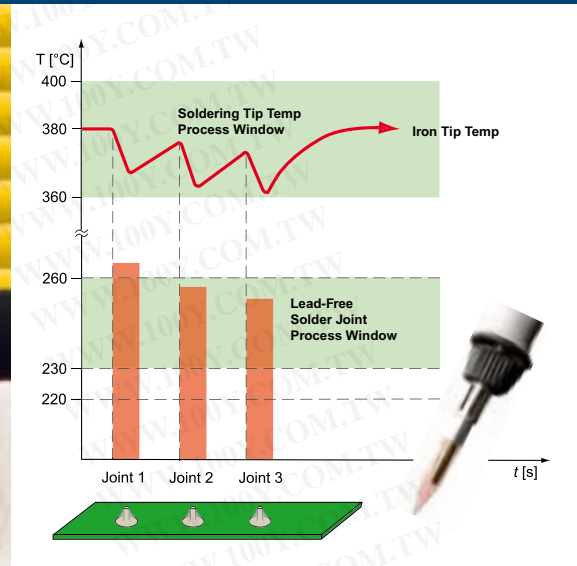 T [°C]
400
Soldering Tip Temp
Process Window
380
Iron Tip Temp
360
260
Lead-Free
Solder Joint
Process Window
230
220
Joint 1 Joint 2 Joint 3
t [s]
WWW.100Y.COM.TW